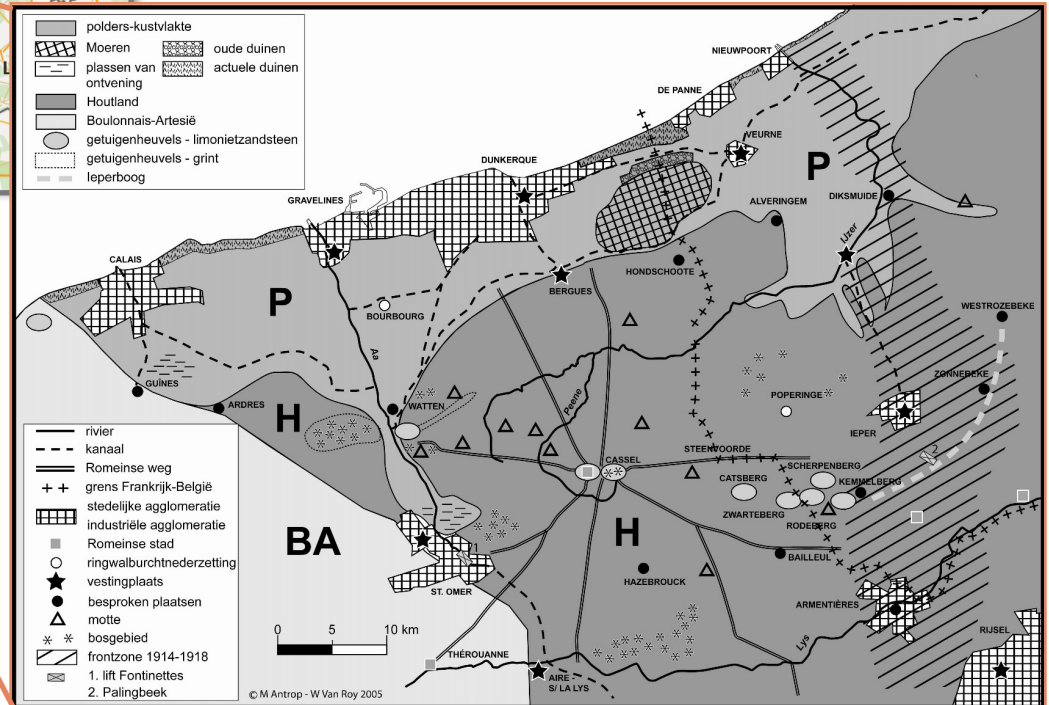 polders-kustvlakte
Moeren
oude duinen
plassen van
ontvening
actuele duinen
Houtland
Boulonnais-Artesië
getuigenheuvels - limonietzandsteen
getuigenheuvels - grint
Ieperboog
NIEUWPOORT
DE PANNE
VEURNE
DUNKERQUE
P
GRAVELINES
ALVERINGEM
DIKSMUIDE
IJzer
CALAIS
HONDSCHOOTE
BERGUES
P
BOURBOURG
WESTROZEBEKE
Aa
GUÎNES
ZONNEBEKE
ARDRES
H
WATTEN
Peene
POPERINGE
IEPER
rivier
kanaal
Romeinse weg
grens Frankrijk-België
stedelijke agglomeratie
industriële agglomeratie
Romeinse stad
ringwalburchtnederzetting
vestingplaats
besproken plaatsen
motte
bosgebied
frontzone 1914-1918
1. lift Fontinettes
2. Palingbeek
STEENVOORDE
2
CASSEL
SCHERPENBERG
CATSBERG
KEMMELBERG
ZWARTEBERG
RODEBERG
BA
H
1
BAILLEUL
HAZEBROUCK
ST. OMER
ARMENTIÈRES
0 5 10 km
RIJSEL
Lys
THÉROUANNE
AIRE -
S/ LA LYS
© M Antrop - W Van Roy 2005
L